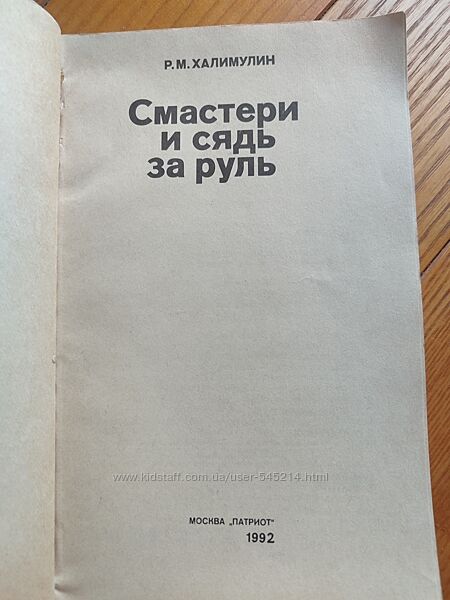 Р.М.ХАЛИМУЛИН
Смастери
и сядь
за руль
www.kidstaff.com.ua/user-545214.html
МОСКВА „ПАТРИОТ"
1992